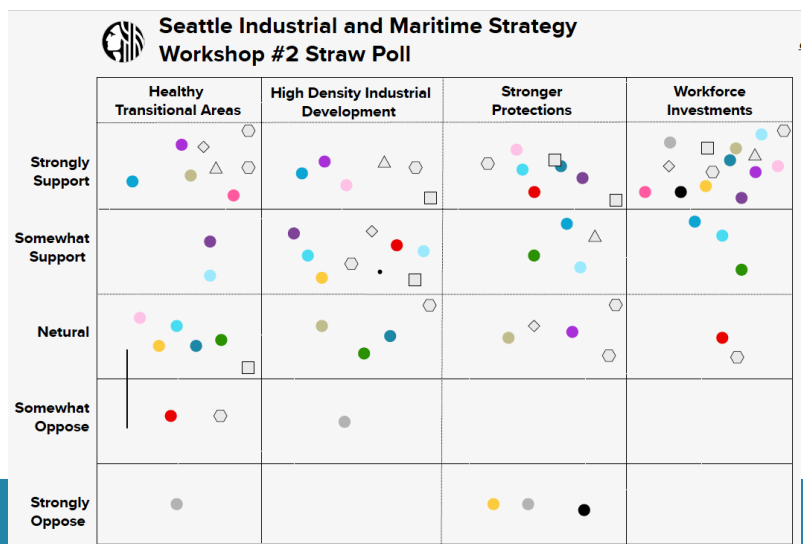 Seattle Industrial and Maritime Strategy
Workshop #2 Straw Poll
Healthy
Transitional Areas
High Density Industrial
Development
Stronger
Protections
Workforce
Investments
Strongly
Support
Somewhat
Support
Netural
Somewhat
Oppose
Strongly
Oppose